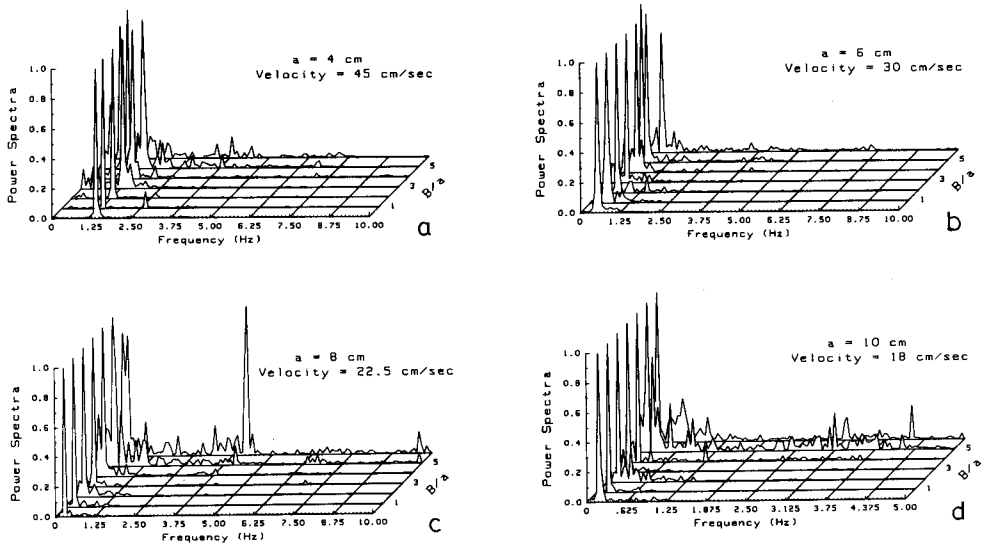 a = 4 cm
Velocity = 45 cm/sec
Power Spectra
1.0
0.8
0.6
0.4
0.2
0.0
0 1.25 2.50 3.75 5.00 6.25 7.50 8.75 10.00
Frequency (Hz)
1 3 5
B/a
a
a = 6 cm
Velocity = 30 cm/sec
Power Spectra
1.0
0.8
0.6
0.4
0.2
0.0
0 1.25 2.50 3.75 5.00 6.25 7.50 8.75 10.00
Frequency (Hz)
1 3 5
B/a
b
a = 8 cm
Velocity = 22.5 cm/sec
Power Spectra
1.0
0.8
0.6
0.4
0.2
0.0
0 1.25 2.50 3.75 5.00 6.25 7.50 8.75 10.00
Frequency (Hz)
1 3 5
B/a
c
a = 10 cm
Velocity = 18 cm/sec
Power Spectra
1.0
0.8
0.6
0.4
0.2
0.0
0 .625 1.25 1.875 2.50 3.125 3.75 4.375 5.00
Frequency (Hz)
1 3 5
B/a
d